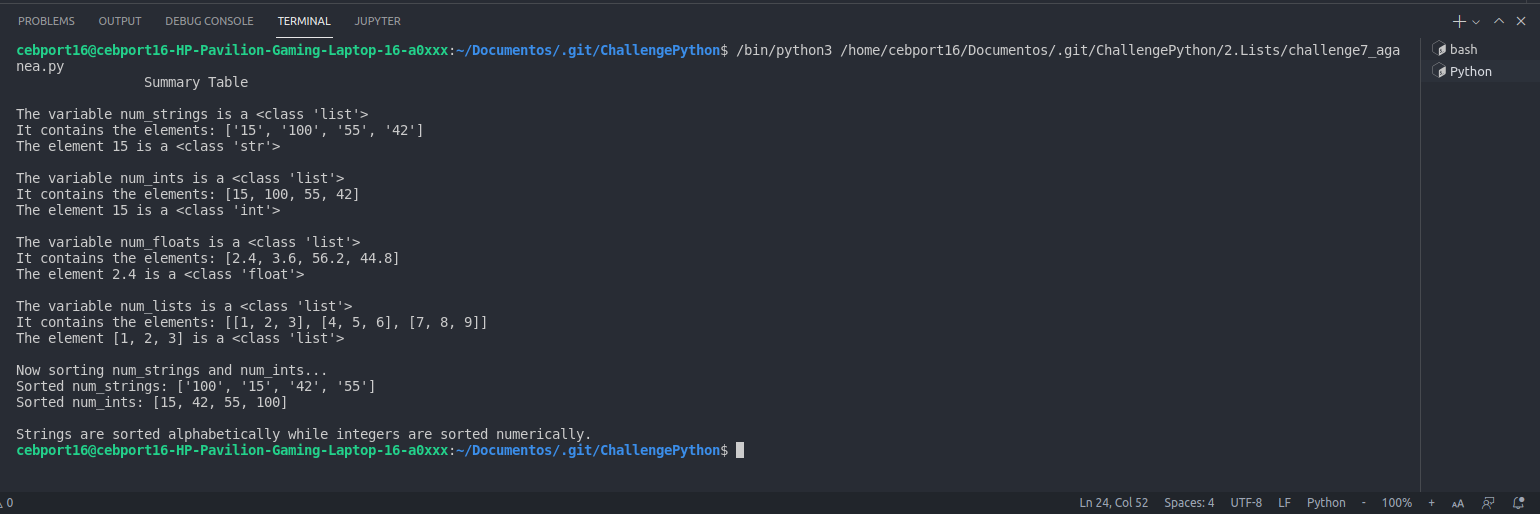 PROBLEMS OUTPUT DEBUG CONSOLE TERMINAL JUPYTER
cebport16@cebport16-HP-Pavilion-Gaming-Laptop-16-a0xxx:~/Documentos/.git/ChallengePython$ /bin/python3 /home/cebport16/Documentos/.git/ChallengePython/2.Lists/challenge7_aga
nea.py
Summary Table
The variable num_strings is a <class 'list'>
It contains the elements: ['15', '100', '55', '42']
The element 15 is a <class 'str'>
The variable num_ints is a <class 'list'>
It contains the elements: [15, 100, 55, 42]
The element 15 is a <class 'int'>
The variable num_floats is a <class 'list'>
It contains the elements: [2.4, 3.6, 56.2, 44.8]
The element 2.4 is a <class 'float'>
The variable num_lists is a <class 'list'>
It contains the elements: [[1, 2, 3], [4, 5, 6], [7, 8, 9]]
The element [1, 2, 3] is a <class 'list'>
Now sorting num_strings and num_ints...
Sorted num_strings: ['100', '15', '42', '55']
Sorted num_ints: [15, 42, 55, 100]
Strings are sorted alphabetically while integers are sorted numerically.
cebport16@cebport16-HP-Pavilion-Gaming-Laptop-16-a0xxx:~/Documentos/.git/ChallengePython$
bash
Python
0 Ln 24, Col 52 Spaces: 4 UTF-8 LF Python - 100% + AA